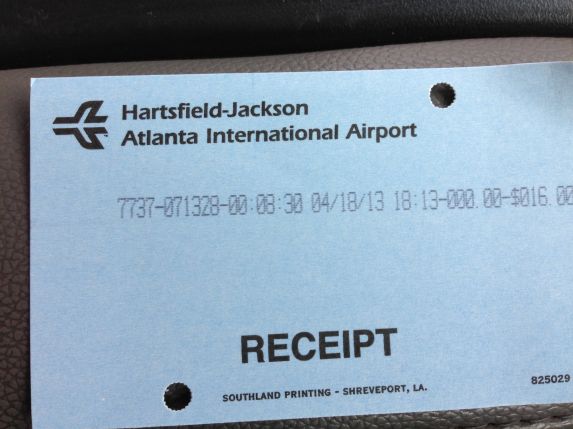 Hartsfield-Jackson
Atlanta International Airport
7737-071328-00:08:30 04/18/13 18:13-000.00-$016.00
RECEIPT
SOUTHLAND PRINTING - SHREVEPORT, LA.
825029